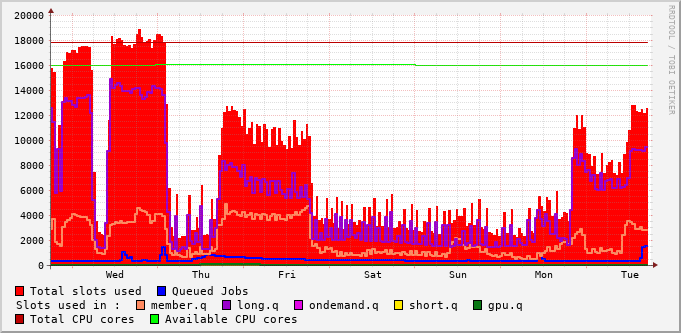 20000
18000
16000
14000
12000
10000
8000
6000
4000
2000
0
Wed Thu Fri Sat Sun Mon Tue
RRDTOOL / TOBI OETIKER
Total slots used Queued Jobs
Slots used in : member.q long.q ondemand.q short.q gpu.q
Total CPU cores Available CPU cores